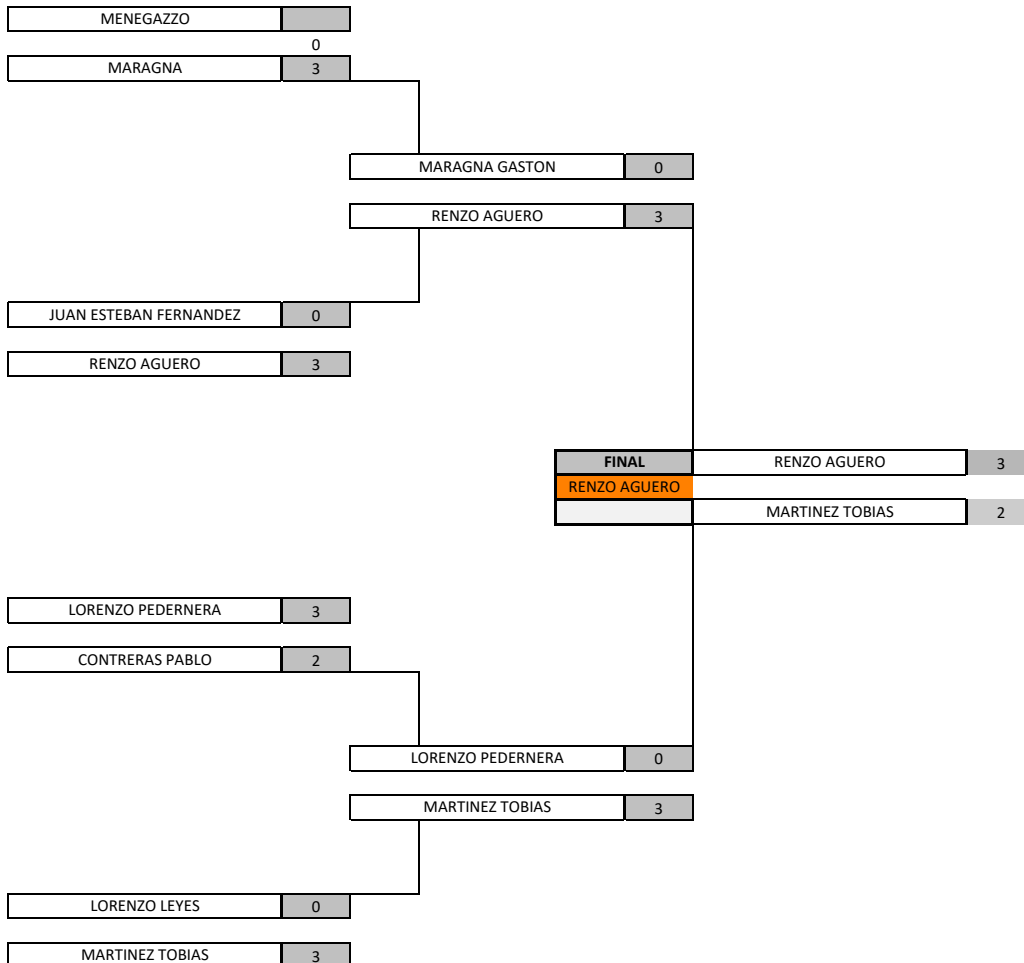 MENEGAZZO
0
MARAGNA 3
MARAGNA GASTON 0
RENZO AGUERO 3
JUAN ESTEBAN FERNANDEZ 0
RENZO AGUERO 3
FINAL RENZO AGUERO 3
RENZO AGUERO
MARTINEZ TOBIAS 2
LORENZO PEDERNERA 3
CONTRERAS PABLO 2
LORENZO PEDERNERA 0
MARTINEZ TOBIAS 3
LORENZO LEYES 0
MARTINEZ TOBIAS 3